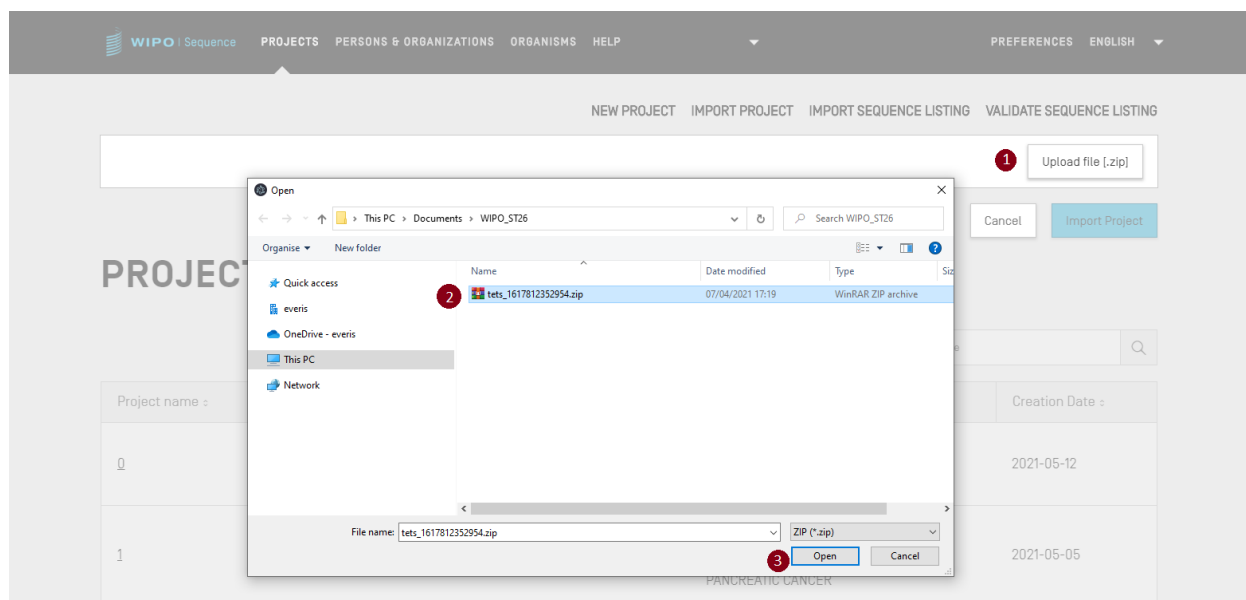 WIPO | Sequence PROJECTS PERSONS & ORGANIZATIONS ORGANISMS HELP PREFERENCES ENGLISH
NEW PROJECT IMPORT PROJECT IMPORT SEQUENCE LISTING VALIDATE SEQUENCE LISTING
1 Upload file [.zip]
Open
This PC > Documents > WIPO_ST26 Search WIPO_ST26
Cancel Import Project
Organise New folder
PROJEC
Name Date modified Type Siz
Quick access
2 tets_1617812352954.zip 07/04/2021 17:19 WinRAR ZIP archive
everis
OneDrive - everis
This PC
Network
Project name Creation Date
0 2021-05-12
File name: tets_1617812352954.zip ZIP (*.zip)
3 Open Cancel
1 2021-05-05
PANCREATIC CANCER